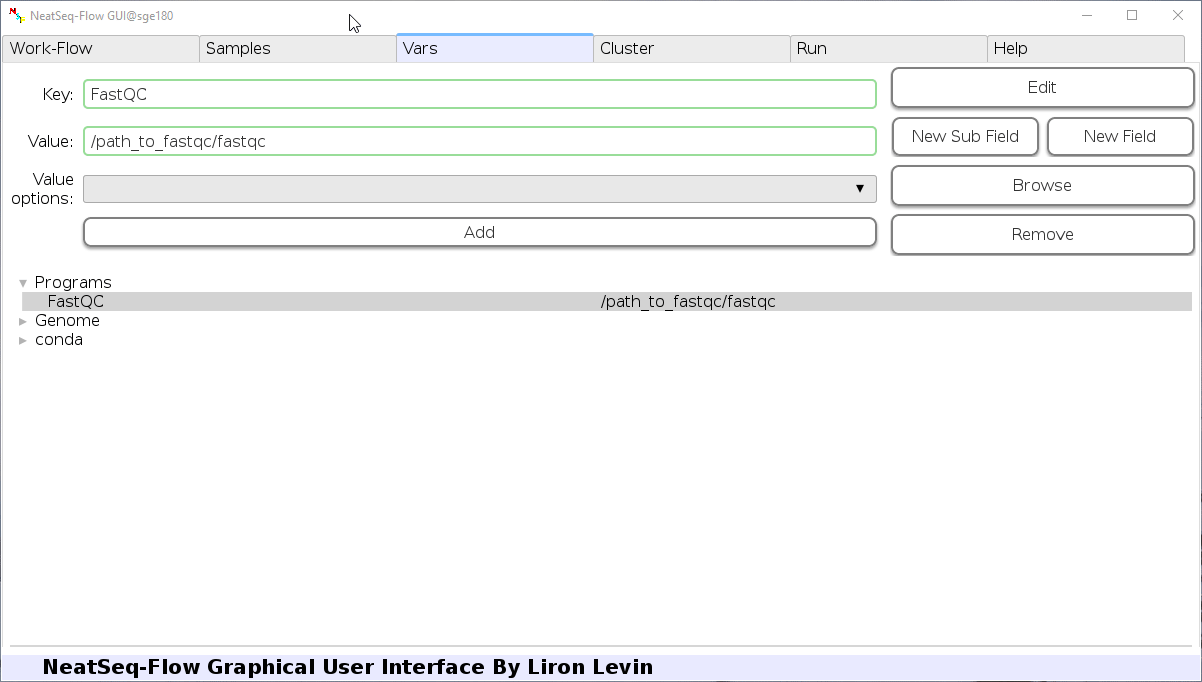 NeatSeq-Flow GUI@sge180
Work-Flow Samples Vars Cluster Run Help
Key: FastQC Edit
Value: /path_to_fastqc/fastqc New Sub Field New Field
Value
options: Browse
Add Remove
Programs
FastQC /path_to_fastqc/fastqc
Genome
conda
NeatSeq-Flow Graphical User Interface By Liron Levin